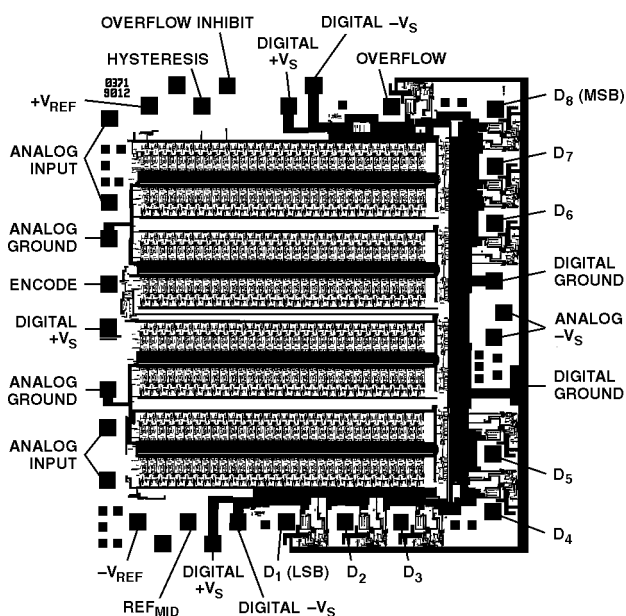 OVERFLOW INHIBIT
DIGITAL –VS
HYSTERESIS
DIGITAL
+VS
OVERFLOW
0371
9012
+VREF
D8 (MSB)
ANALOG
INPUT
D7
D6
ANALOG
GROUND
DIGITAL
GROUND
ENCODE
ANALOG
–VS
DIGITAL
+VS
DIGITAL
GROUND
ANALOG
GROUND
ANALOG
INPUT
D5
D4
–VREF
REFMID
DIGITAL
+VS
DIGITAL –VS
D1 (LSB)
D2
D3